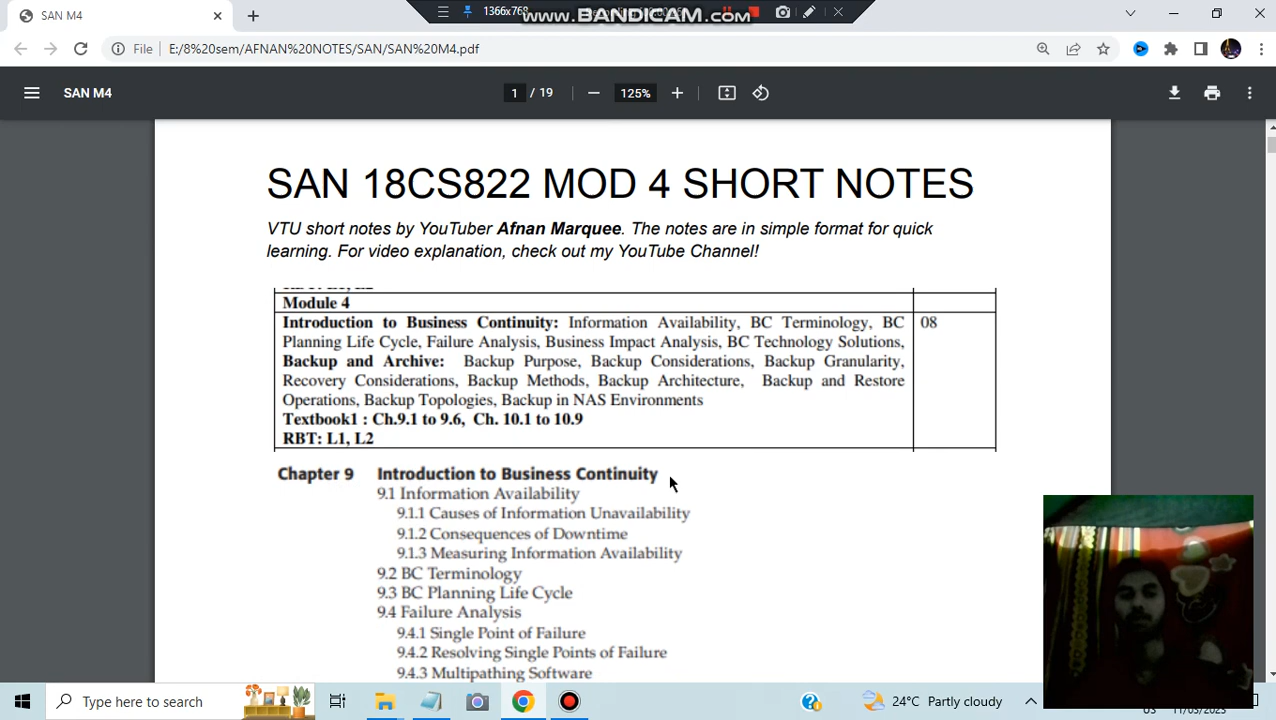 SAN M4
1366x768
www.BANDICAM.com
File
E:/8%20sem/AFNAN%20NOTES/SAN/SAN%20M4.pdf
SAN M4
1 / 19
125%
SAN 18CS822 MOD 4 SHORT NOTES
VTU short notes by YouTuber Afnan Marquee. The notes are in simple format for quick
learning. For video explanation, check out my YouTube Channel!
Module 4
Introduction to Business Continuity: Information Availability, BC Terminology, BC 08
Planning Life Cycle, Failure Analysis, Business Impact Analysis, BC Technology Solutions,
Backup and Archive: Backup Purpose, Backup Considerations, Backup Granularity,
Recovery Considerations, Backup Methods, Backup Architecture, Backup and Restore
Operations, Backup Topologies, Backup in NAS Environments
Textbook1 : Ch.9.1 to 9.6, Ch. 10.1 to 10.9
RBT: L1, L2
Chapter 9 Introduction to Business Continuity
9.1 Information Availability
9.1.1 Causes of Information Unavailability
9.1.2 Consequences of Downtime
9.1.3 Measuring Information Availability
9.2 BC Terminology
9.3 BC Planning Life Cycle
9.4 Failure Analysis
9.4.1 Single Point of Failure
9.4.2 Resolving Single Points of Failure
9.4.3 Multipathing Software
Type here to search
24°C Partly cloudy